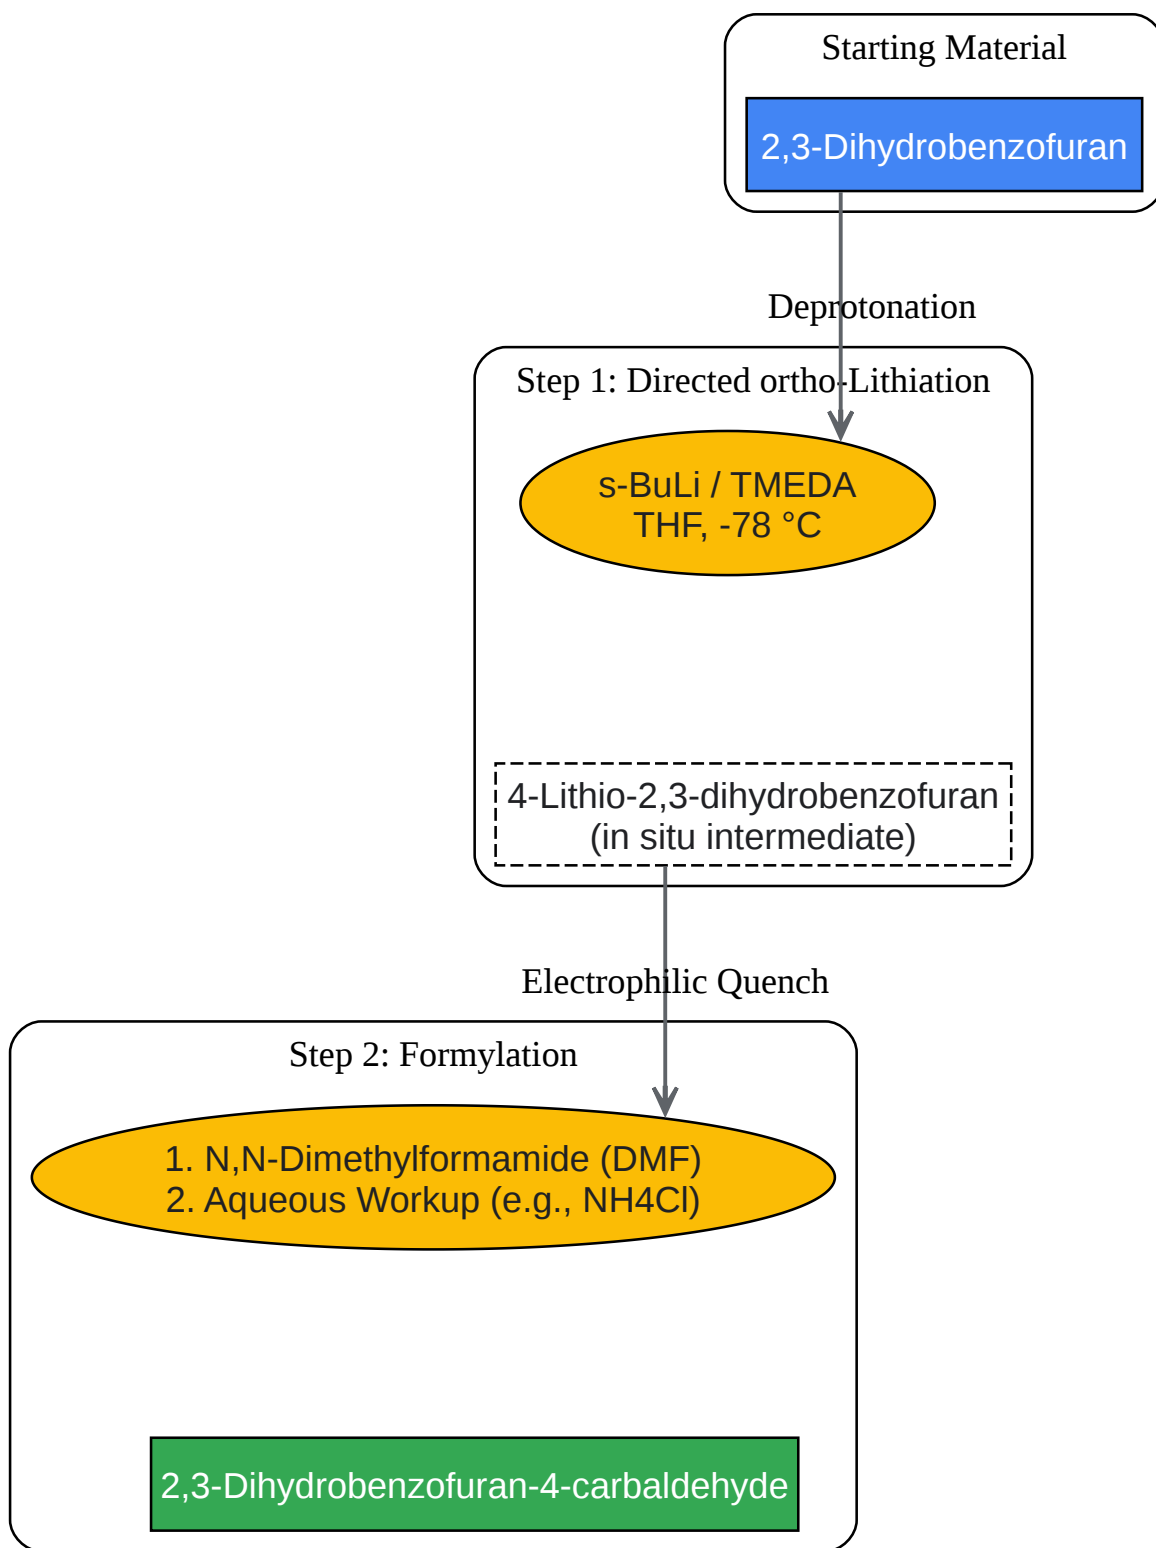 Starting Material
2,3-Dihydrobenzofuran
Deprotonation
Step 1: Directed ortho-Lithiation
s-BuLi / TMEDA
THF, -78 °C
4-Lithio-2,3-dihydrobenzofuran
(in situ intermediate)
Electrophilic Quench
Step 2: Formylation
1. N,N-Dimethylformamide (DMF)
2. Aqueous Workup (e.g., NH4Cl)
2,3-Dihydrobenzofuran-4-carbaldehyde